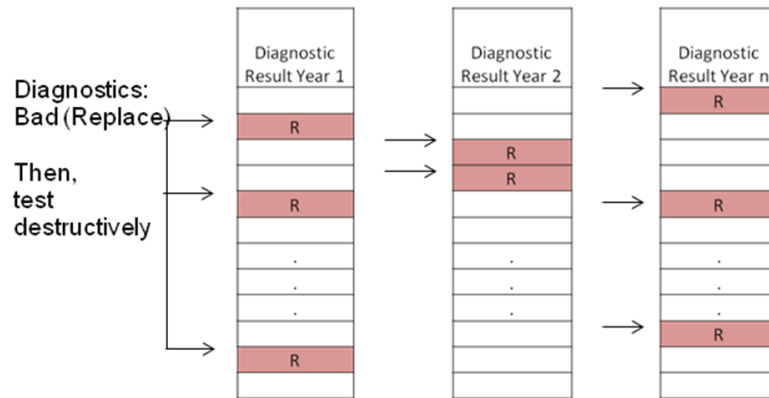 Diagnostics:
Bad (Replace)
Then,
test
destructively
Diagnostic
Result Year 1
R
R
.
.
.
R
Diagnostic
Result Year 2
R
R
.
.
.
Diagnostic
Result Year n
R
R
.
.
.
R